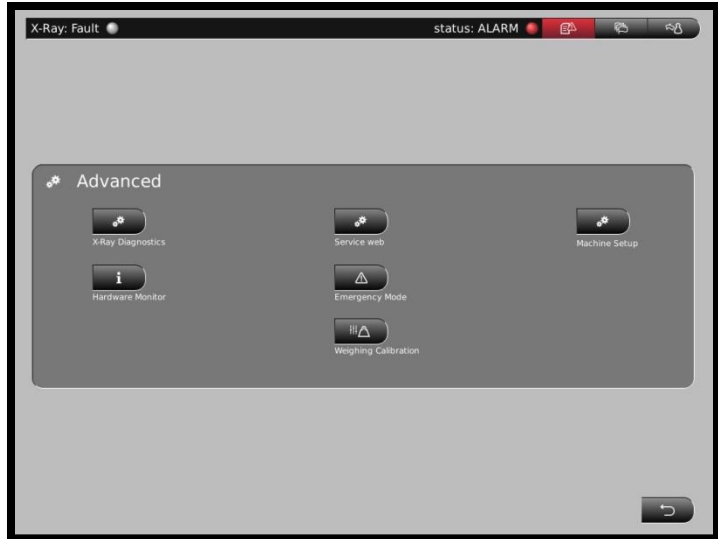 X-Ray: Fault status: ALARM
Advanced
X-Ray Diagnostics Service web Machine Setup
Hardware Monitor Emergency Mode
Weighing Calibration